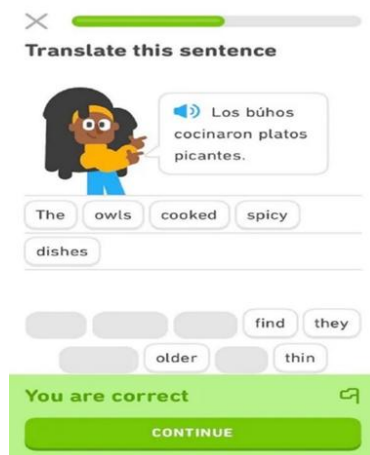 Translate this sentence
Los búhos
cocinaron platos
picantes.
The owls cooked spicy
dishes
find they
older thin
You are correct
CONTINUE